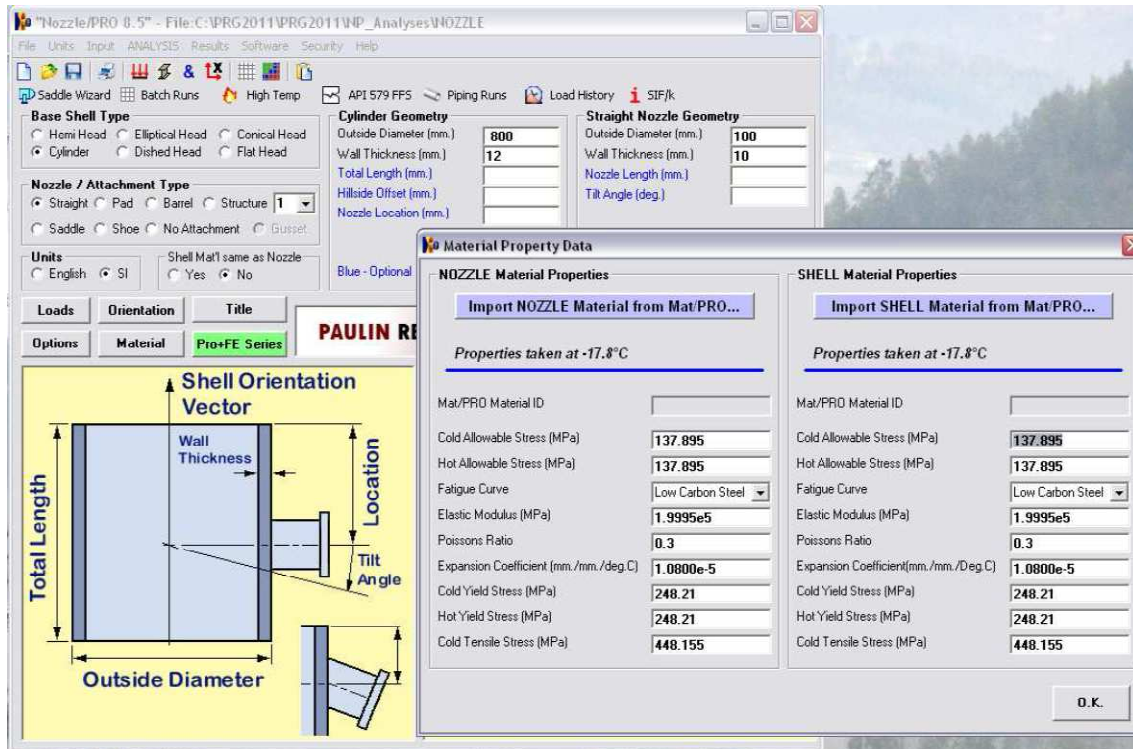 "Nozzle/PRO 8.5" - File:C:\PRG2011\PRG2011\NP_Analyses\NOZZLE
File Units Input ANALYSIS Results Software Security Help
Saddle Wizard Batch Runs High Temp API 579 FFS Piping Runs Load History SIF/k
Base Shell Type
Hemi Head Elliptical Head Conical Head
Cylinder Dished Head Flat Head
Nozzle / Attachment Type
Straight Pad Barrel Structure 1
Saddle Shoe No Attachment Gusset
Units
English SI
Shell Mat'l same as Nozzle
Yes No
Cylinder Geometry
Outside Diameter (mm.) 800
Wall Thickness (mm.) 12
Total Length (mm.)
Hillside Offset (mm.)
Nozzle Location (mm.)
Blue - Optional
Straight Nozzle Geometry
Outside Diameter (mm.) 100
Wall Thickness (mm.) 10
Nozzle Length (mm.)
Tilt Angle (deg.)
Loads Orientation Title
Options Material Pro+FE Series
PAULIN RE
Shell Orientation
Vector
Wall
Thickness
Location
Total Length
Tilt
Angle
Outside Diameter
Material Property Data
NOZZLE Material Properties
Import NOZZLE Material from Mat/PRO...
Properties taken at -17.8°C
Mat/PRO Material ID
Cold Allowable Stress (MPa) 137.895
Hot Allowable Stress (MPa) 137.895
Fatigue Curve Low Carbon Steel
Elastic Modulus (MPa) 1.9995e5
Poissons Ratio 0.3
Expansion Coefficient (mm./mm./deg.C) 1.0800e-5
Cold Yield Stress (MPa) 248.21
Hot Yield Stress (MPa) 248.21
Cold Tensile Stress (MPa) 448.155
SHELL Material Properties
Import SHELL Material from Mat/PRO...
Properties taken at -17.8°C
Mat/PRO Material ID
Cold Allowable Stress (MPa) 137.895
Hot Allowable Stress (MPa) 137.895
Fatigue Curve Low Carbon Steel
Elastic Modulus (MPa) 1.9995e5
Poissons Ratio 0.3
Expansion Coefficient(mm./mm./Deg.C) 1.0800e-5
Cold Yield Stress (MPa) 248.21
Hot Yield Stress (MPa) 248.21
Cold Tensile Stress (MPa) 448.155
O.K.